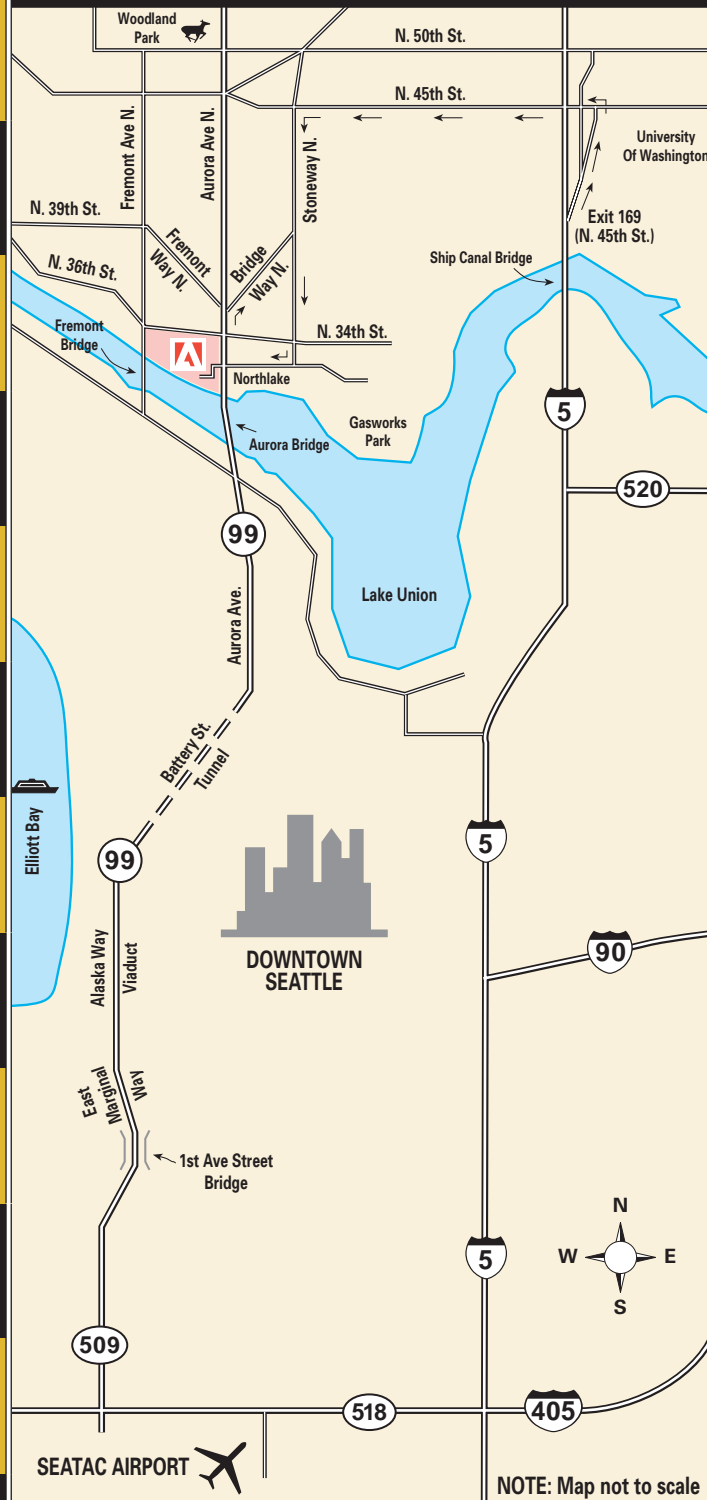 Woodland
Park
N. 50th St.
N. 45th St.
Fremont Ave N.
Aurora Ave N.
Stoneway N.
University
Of Washington
N. 39th St.
Exit 169
(N. 45th St.)
Fremont
Way N.
Bridge
Way N.
N. 36th St.
Ship Canal Bridge
Fremont
Bridge
N. 34th St.
Northlake
5
Gasworks
Park
Aurora Bridge
520
99
Lake Union
Aurora Ave.
Battery St.
Tunnel
Elliott Bay
99
5
90
DOWNTOWN
SEATTLE
Alaska Way
Viaduct
East
Marginal
Way
1st Ave Street
Bridge
N
W
E
S
5
509
518
405
SEATAC AIRPORT
NOTE: Map not to scale